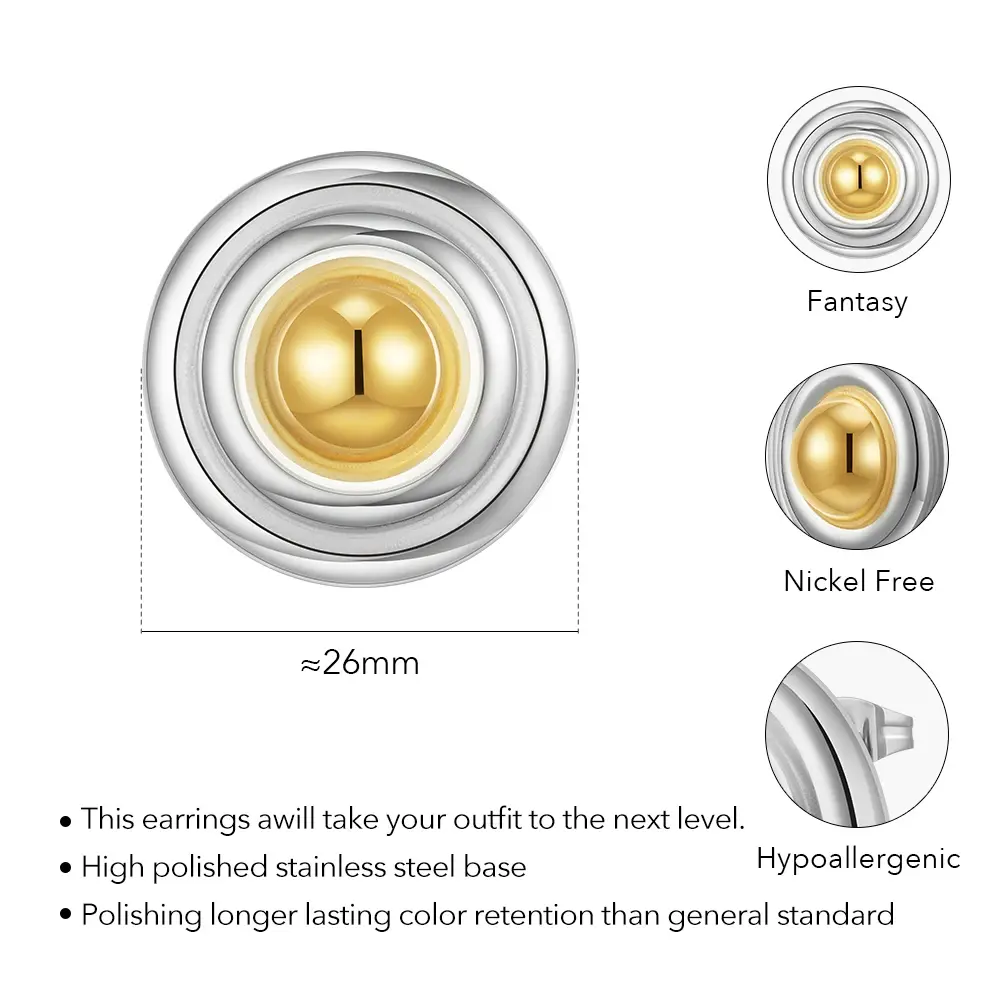 Fantasy
Nickel Free
≈26mm
• This earrings awill take your outfit to the next level.
Hypoallergenic
• High polished stainless steel base
• Polishing longer lasting color retention than general standard